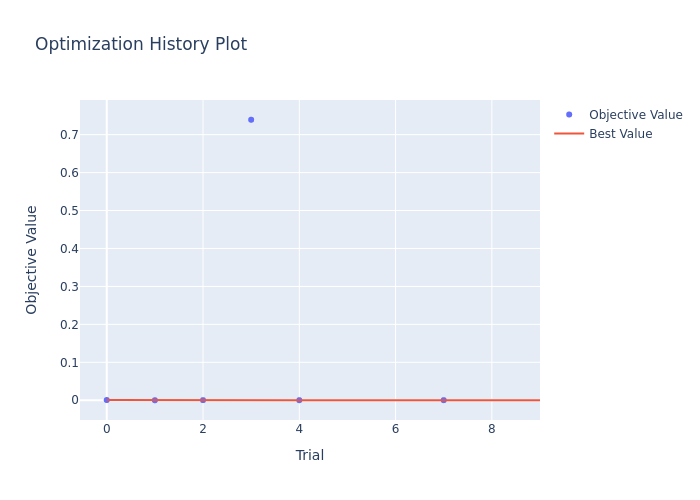 Optimization History Plot
Objective Value
Best Value
0.7
0.6
0.5
0.4
0.3
0.2
0.1
0
Objective Value
0
2
4
6
8
Trial